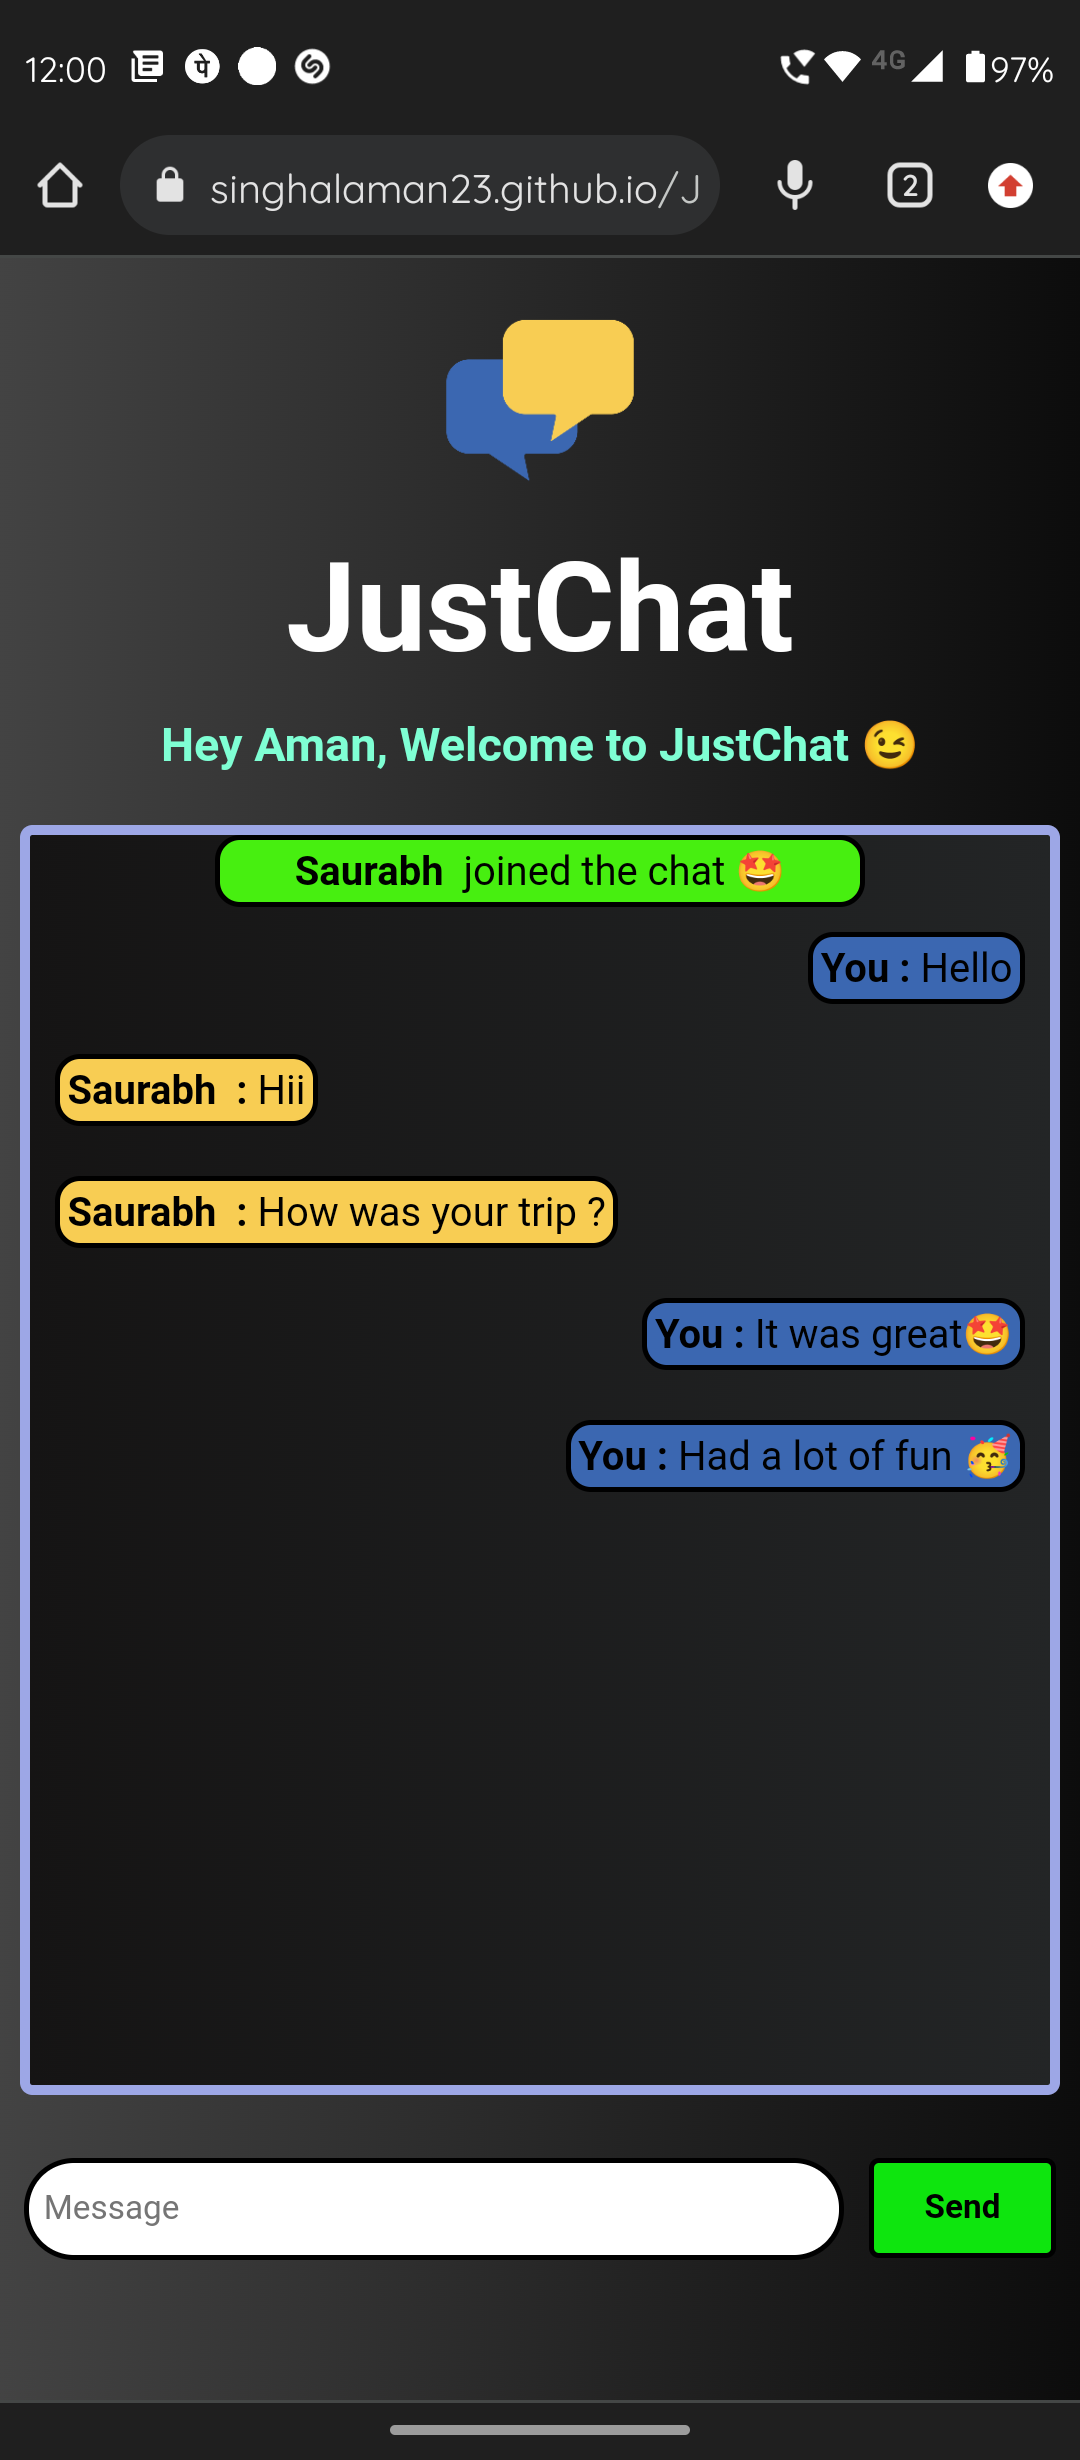 12:00 पे 4G 97%
singhalaman23.github.io/J 2
JustChat
Hey Aman, Welcome to JustChat 😉
Saurabh joined the chat 🤩
You : Hello
Saurabh : Hii
Saurabh : How was your trip ?
You : It was great🤩
You : Had a lot of fun 🥳
Message
Send